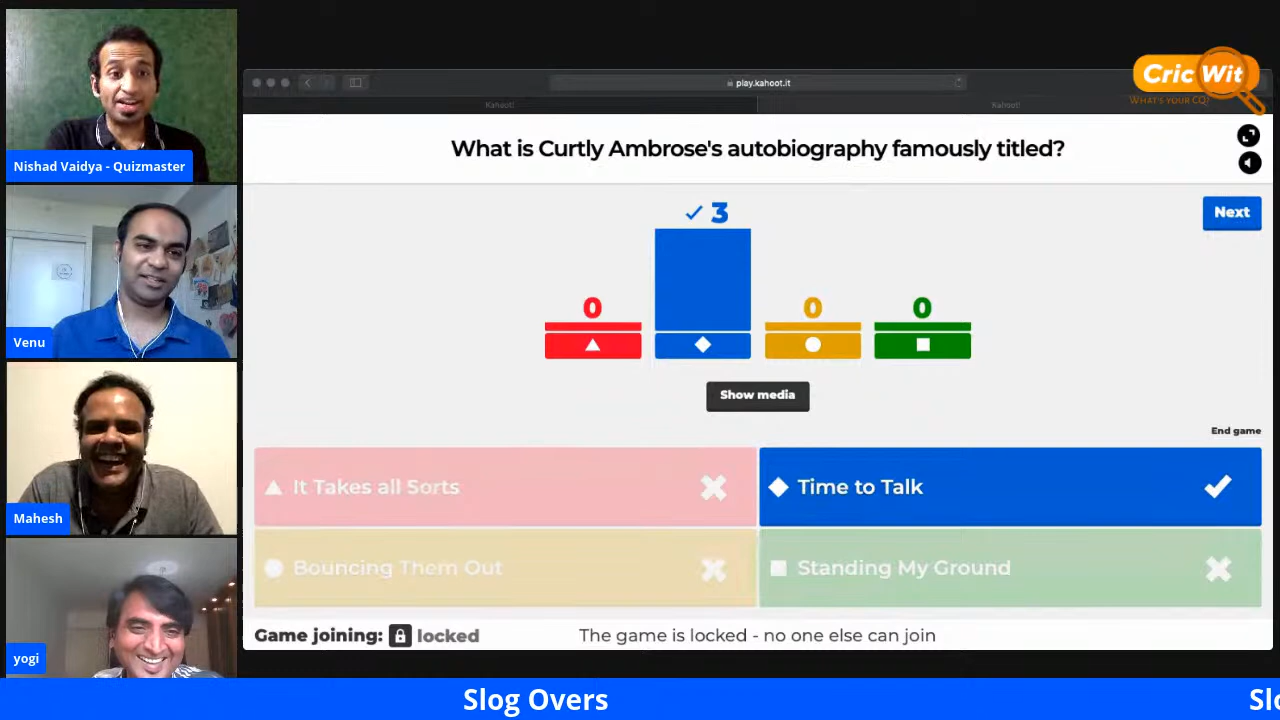 Cric Wit
WHAT'S YOUR CQ?
play.kahoot.it
Kahoot!
Kahoot!
What is Curtly Ambrose's autobiography famously titled?
Nishad Vaidya - Quizmaster
3
Next
0
0
0
Venu
Show media
End game
It Takes all Sorts
Time to Talk
Mahesh
Bouncing Them Out
Standing My Ground
Game joining: locked
The game is locked - no one else can join
yogi
Slog Overs
Slo